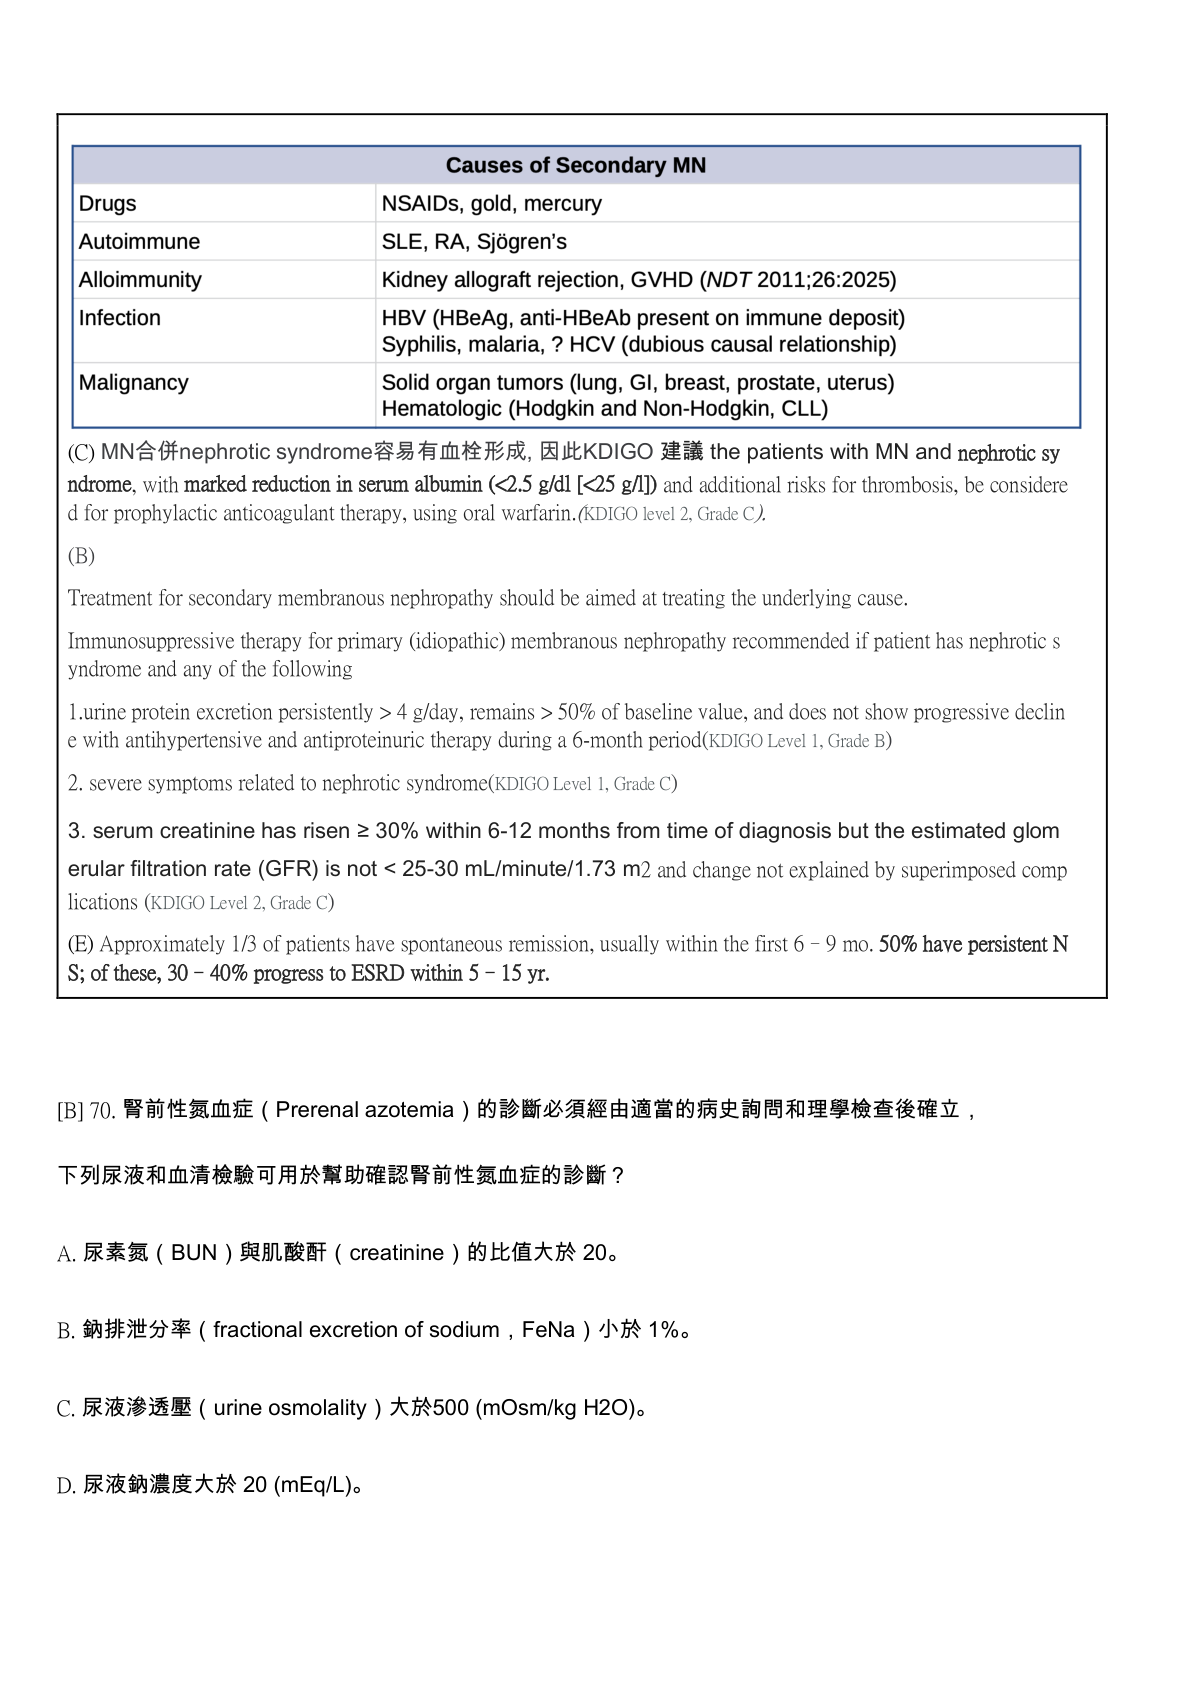 Causes of Secondary MN
Drugs NSAIDs, gold, mercury
Autoimmune SLE, RA, Sjögren’s
Alloimmunity Kidney allograft rejection, GVHD (NDT 2011;26:2025)
Infection HBV (HBeAg, anti-HBeAb present on immune deposit)
Syphilis, malaria, ? HCV (dubious causal relationship)
Malignancy Solid organ tumors (lung, GI, breast, prostate, uterus)
Hematologic (Hodgkin and Non-Hodgkin, CLL)
(C) MN合併nephrotic syndrome容易有血栓形成, 因此KDIGO 建議 the patients with MN and nephrotic sy
ndrome, with marked reduction in serum albumin (<2.5 g/dl [<25 g/l]) and additional risks for thrombosis, be considere
d for prophylactic anticoagulant therapy, using oral warfarin.(KDIGO level 2, Grade C).
(B)
Treatment for secondary membranous nephropathy should be aimed at treating the underlying cause.
Immunosuppressive therapy for primary (idiopathic) membranous nephropathy recommended if patient has nephrotic s
yndrome and any of the following
1.urine protein excretion persistently > 4 g/day, remains > 50% of baseline value, and does not show progressive declin
e with antihypertensive and antiproteinuric therapy during a 6-month period(KDIGO Level 1, Grade B)
2. severe symptoms related to nephrotic syndrome(KDIGO Level 1, Grade C)
3. serum creatinine has risen ≥ 30% within 6-12 months from time of diagnosis but the estimated glom
erular filtration rate (GFR) is not < 25-30 mL/minute/1.73 m2 and change not explained by superimposed comp
lications (KDIGO Level 2, Grade C)
(E) Approximately 1/3 of patients have spontaneous remission, usually within the first 6 – 9 mo. 50% have persistent N
S; of these, 30 – 40% progress to ESRD within 5 – 15 yr.
[B] 70. 腎前性氮血症（Prerenal azotemia）的診斷必須經由適當的病史詢問和理學檢查後確立，
下列尿液和血清檢驗可用於幫助確認腎前性氮血症的診斷？
A. 尿素氮（BUN）與肌酸酐（creatinine）的比值大於 20。
B. 鈉排泄分率（fractional excretion of sodium，FeNa）小於 1%。
C. 尿液滲透壓（urine osmolality）大於500 (mOsm/kg H2O)。
D. 尿液鈉濃度大於 20 (mEq/L)。